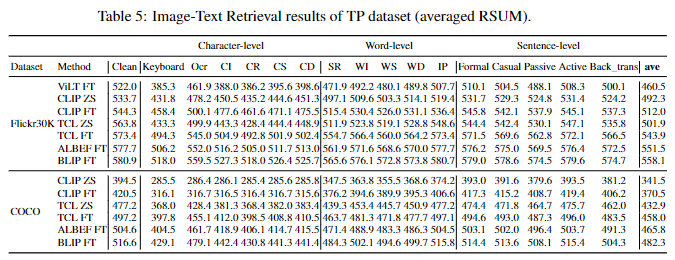 Table 5: Image-Text Retrieval results of TP dataset (averaged RSUM).
Character-level Word-level Sentence-level
Dataset Method Clean Keyboard Ocr CI CR CS CD SR WI WS WD IP Formal Casual Passive Active Back_trans ave
ViLT FT 522.0 385.3 461.9 388.0 386.2 395.6 398.6 471.9 492.2 480.1 489.8 507.7 510.1 504.5 488.1 508.3 500.1 460.5
CLIP ZS 533.7 431.8 478.2 450.5 435.2 444.6 451.3 497.1 509.6 503.3 514.1 519.4 531.7 529.3 524.8 531.4 524.2 492.3
CLIP FT 544.3 458.4 500.1 477.6 461.6 471.1 475.5 515.4 530.4 526.0 531.1 536.4 545.8 542.1 537.9 545.1 537.3 512.0
Flickr30K TCL ZS 563.8 433.3 499.9 443.3 428.4 444.4 448.9 511.9 523.8 519.1 528.8 548.6 544.4 542.4 530.1 547.1 535.8 501.9
TCL FT 573.4 494.3 545.0 504.9 492.8 501.9 502.4 554.7 566.4 560.0 564.2 573.4 571.5 569.6 562.8 572.1 566.5 543.9
ALBEF FT 577.7 506.2 552.0 516.2 505.0 511.7 513.0 561.9 571.6 568.6 570.0 577.7 576.2 575.0 569.5 576.4 572.5 551.5
BLIP FT 580.9 518.0 559.5 527.3 518.0 526.4 525.7 565.6 576.1 572.8 573.8 580.7 579.0 578.6 574.5 579.6 574.7 558.1
CLIP ZS 394.5 285.5 286.4 286.1 285.4 285.6 285.8 347.5 363.8 355.5 368.6 374.2 393.0 391.6 379.6 393.5 381.2 341.5
CLIP FT 420.5 316.1 316.7 316.5 316.4 316.7 315.6 376.2 394.6 389.9 395.3 406.6 417.3 415.2 408.7 419.4 406.2 370.5
COCO TCL ZS 477.2 368.0 428.4 381.3 368.4 382.0 383.4 439.3 453.4 445.7 450.9 477.2 474.4 471.8 464.7 475.7 462.0 432.9
TCL FT 497.2 397.8 455.1 412.0 398.5 408.8 410.5 463.7 481.3 471.8 477.7 497.1 494.6 493.0 487.3 496.0 483.5 458.0
ALBEF FT 504.6 404.5 461.7 418.9 406.1 414.7 415.5 471.4 488.9 483.3 486.3 504.5 503.1 502.0 496.4 503.7 491.3 465.8
BLIP FT 516.6 429.1 479.1 442.4 430.8 441.3 441.4 484.3 502.1 494.6 499.7 515.8 514.4 513.6 508.1 515.4 504.3 482.3